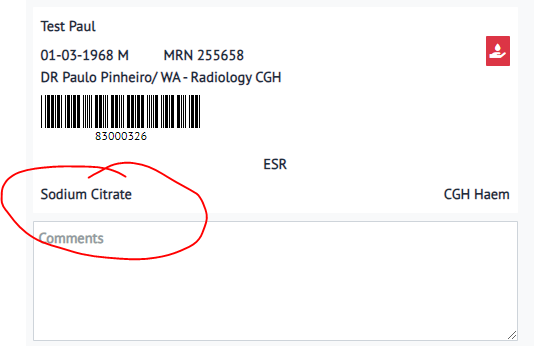 Test Paul
01-03-1968 M MRN 255658
DR Paulo Pinheiro/ WA - Radiology CGH
83000326
ESR
Sodium Citrate CGH Haem
Comments